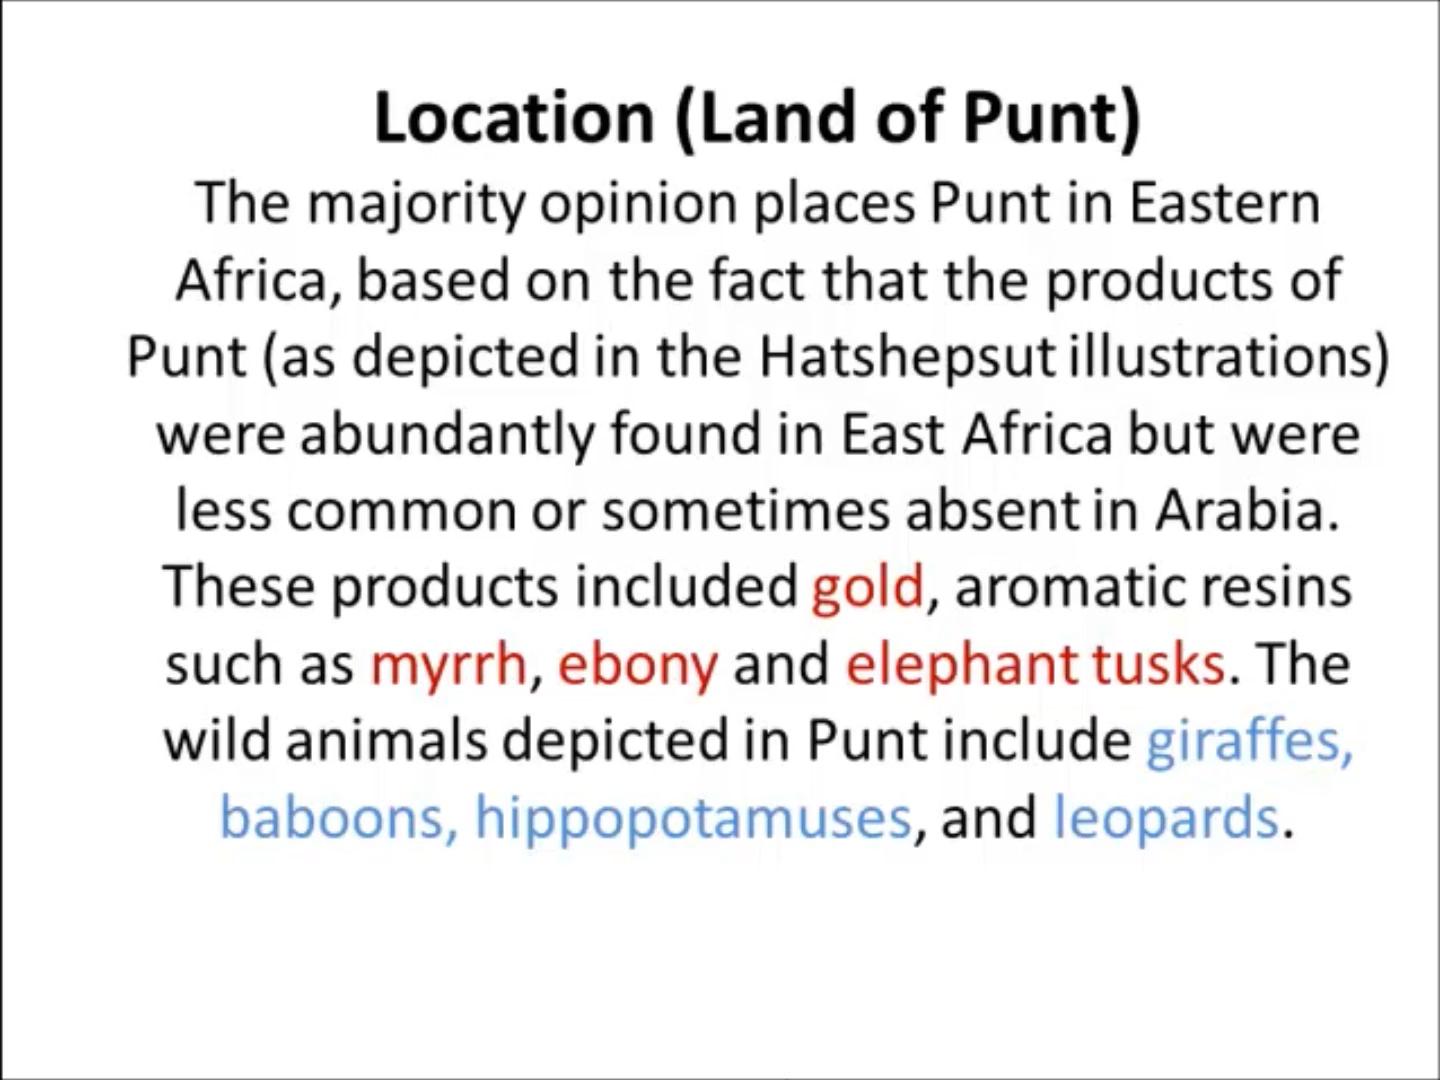 Location (Land of Punt)
The majority opinion places Punt in Eastern
Africa, based on the fact that the products of
Punt (as depicted in the Hatshepsut illustrations)
were abundantly found in East Africa but were
less common or sometimes absent in Arabia.
These products included gold, aromatic resins
such as myrrh, ebony and elephant tusks. The
wild animals depicted in Punt include giraffes,
baboons, hippopotamuses, and leopards.